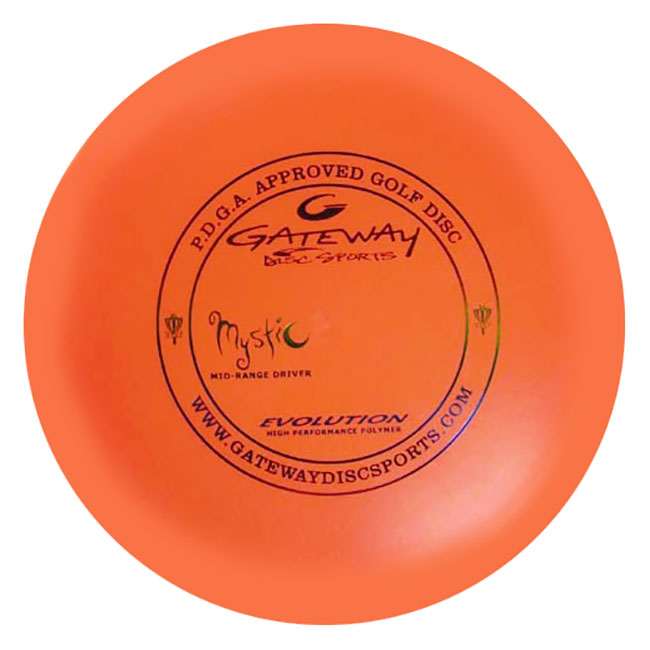 P.D.G.A. APPROVED GOLF DISC
G
GATEWAY
DISC SPORTS
Mystic
MID-RANGE DRIVER
EVOLUTION
HIGH PERFORMANCE POLYMER
WWW.GATEWAYDISCSPORTS.COM